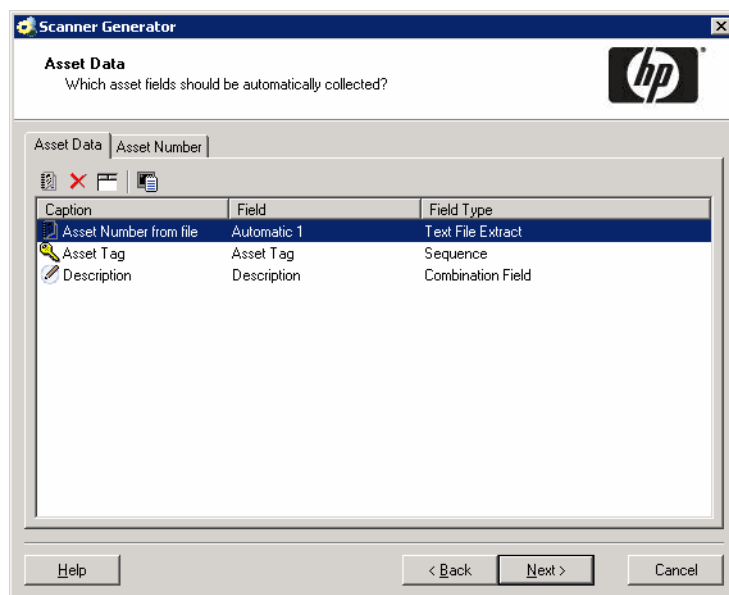 Scanner Generator
Asset Data
Which asset fields should be automatically collected?
hp
Asset Data Asset Number
Caption Field Field Type
Asset Number from file Automatic 1 Text File Extract
Asset Tag Asset Tag Sequence
Description Description Combination Field
Help < Back Next > Cancel